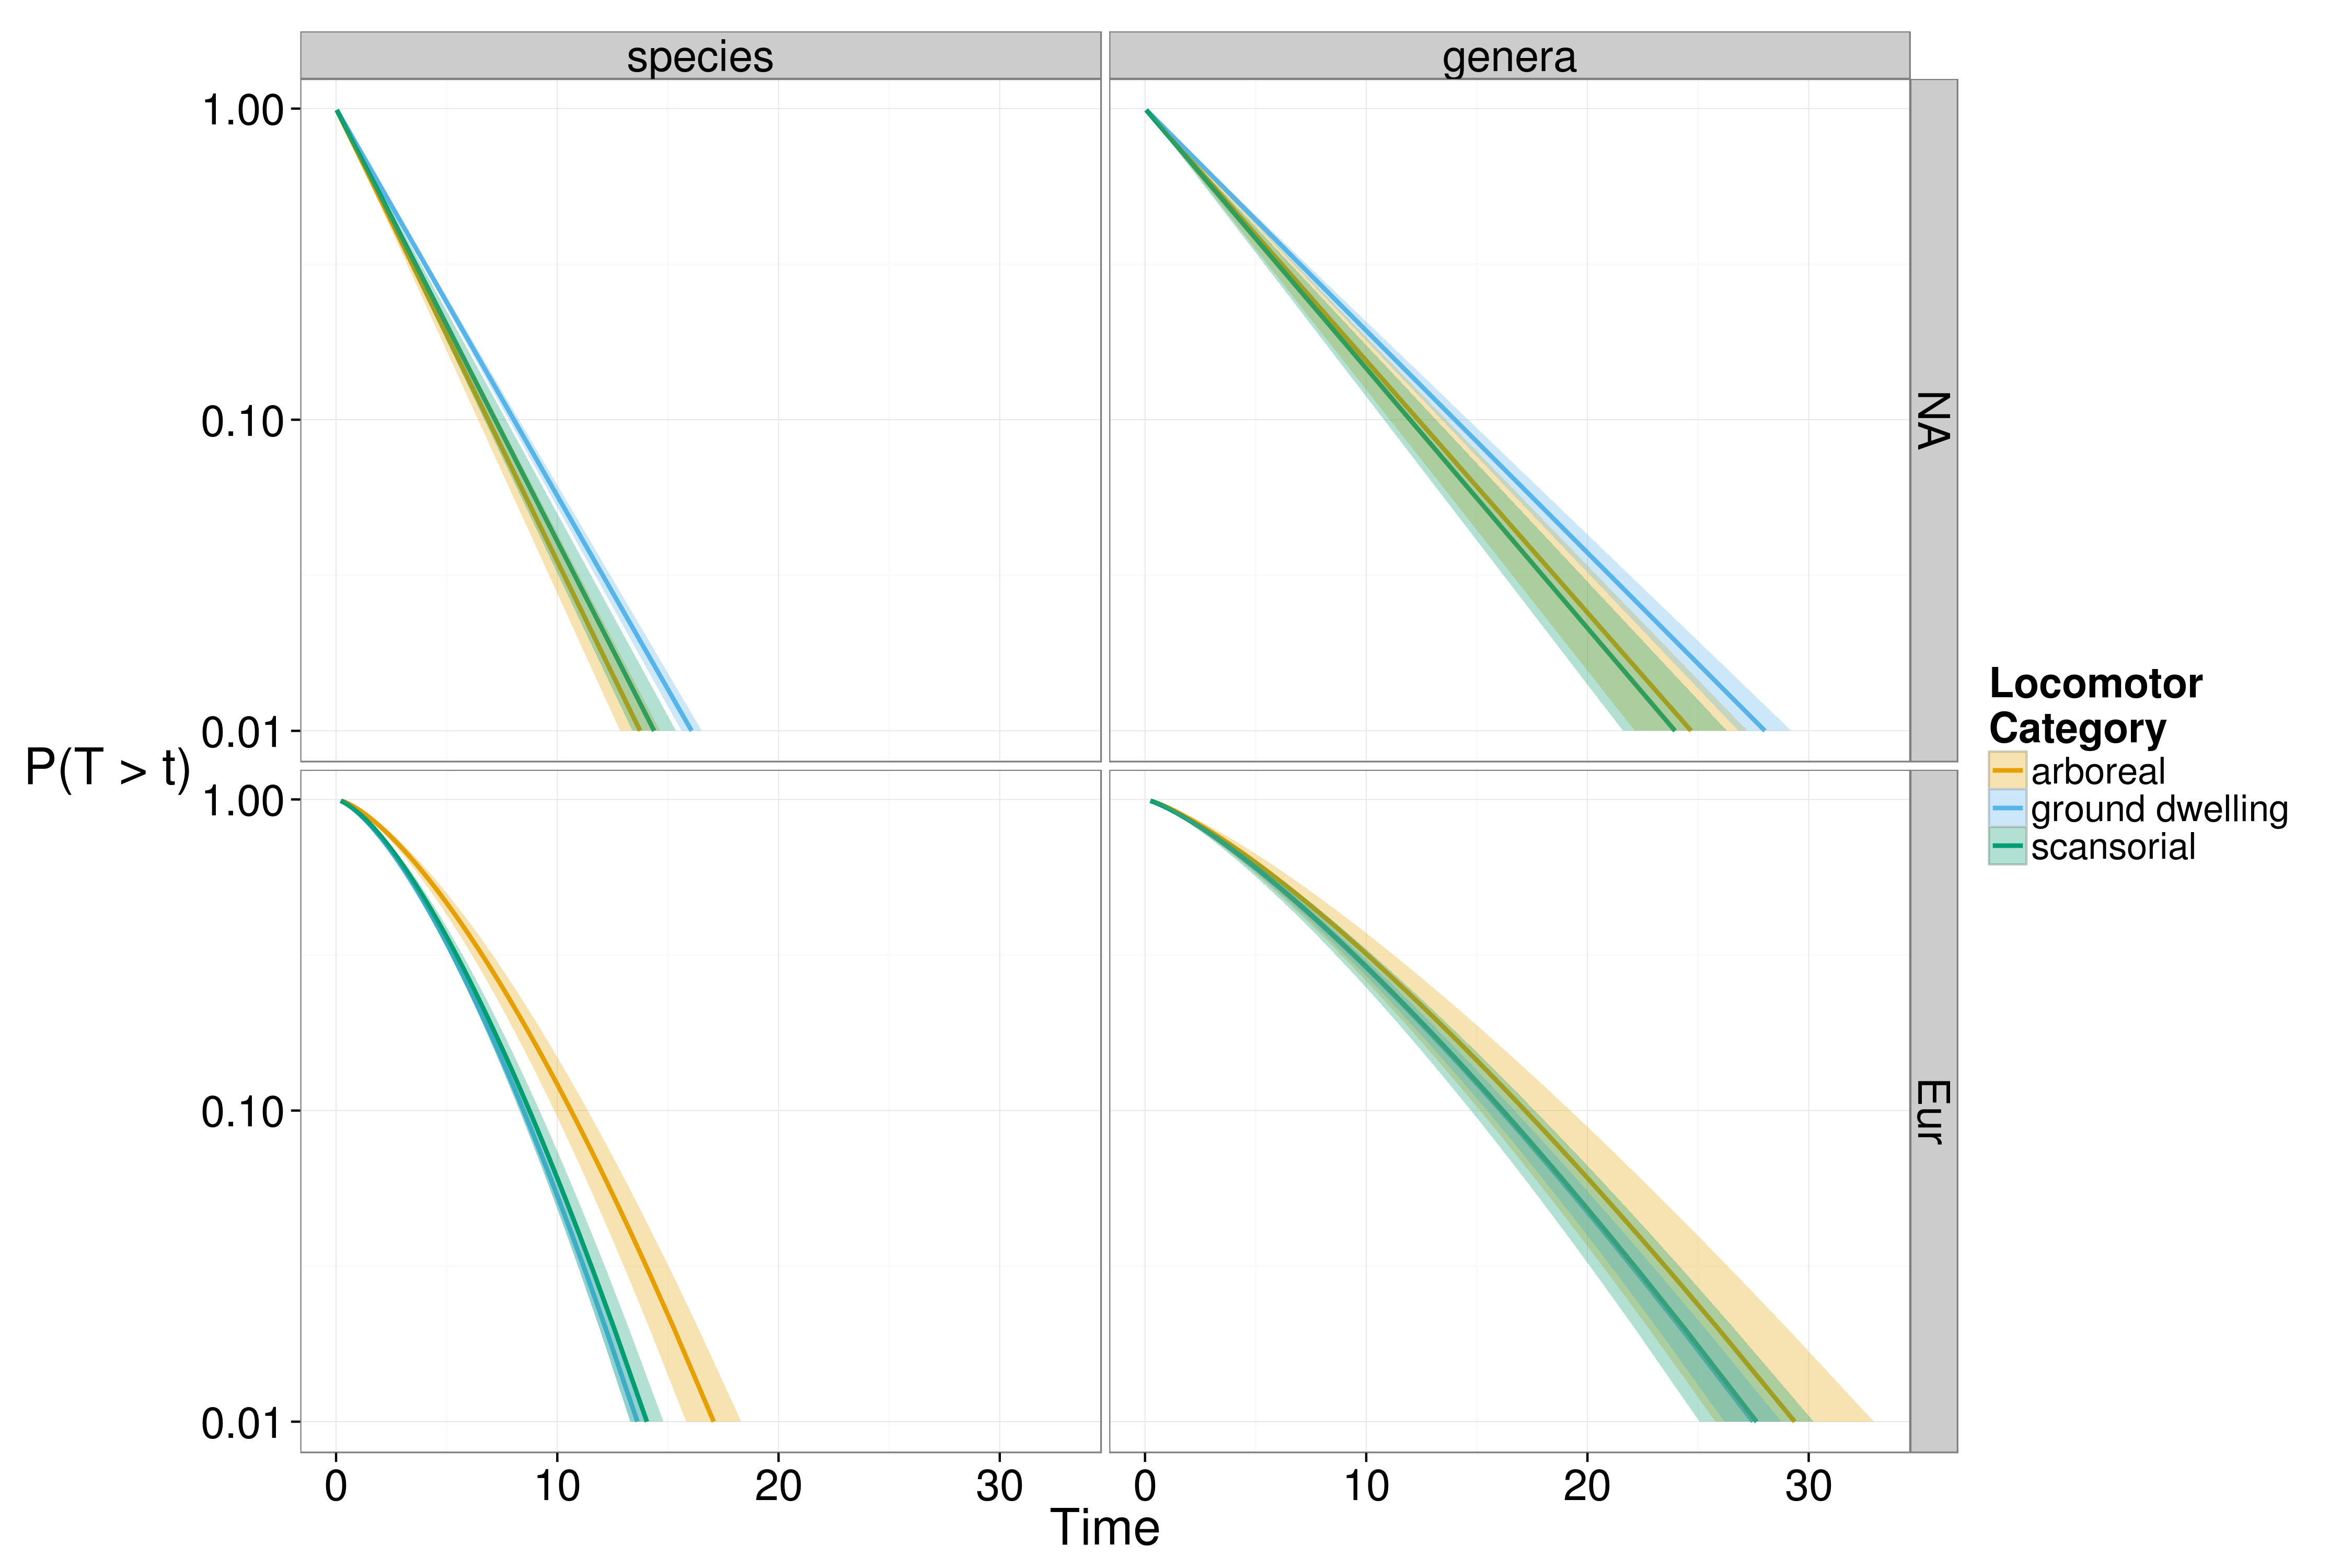 species
genera
1.00
0.10
0.01
NA
P(T > t)
1.00
0.10
0.01
Eur
0
10
20
30
0
10
20
30
Time
Locomotor
Category
arboreal
ground dwelling
scansorial